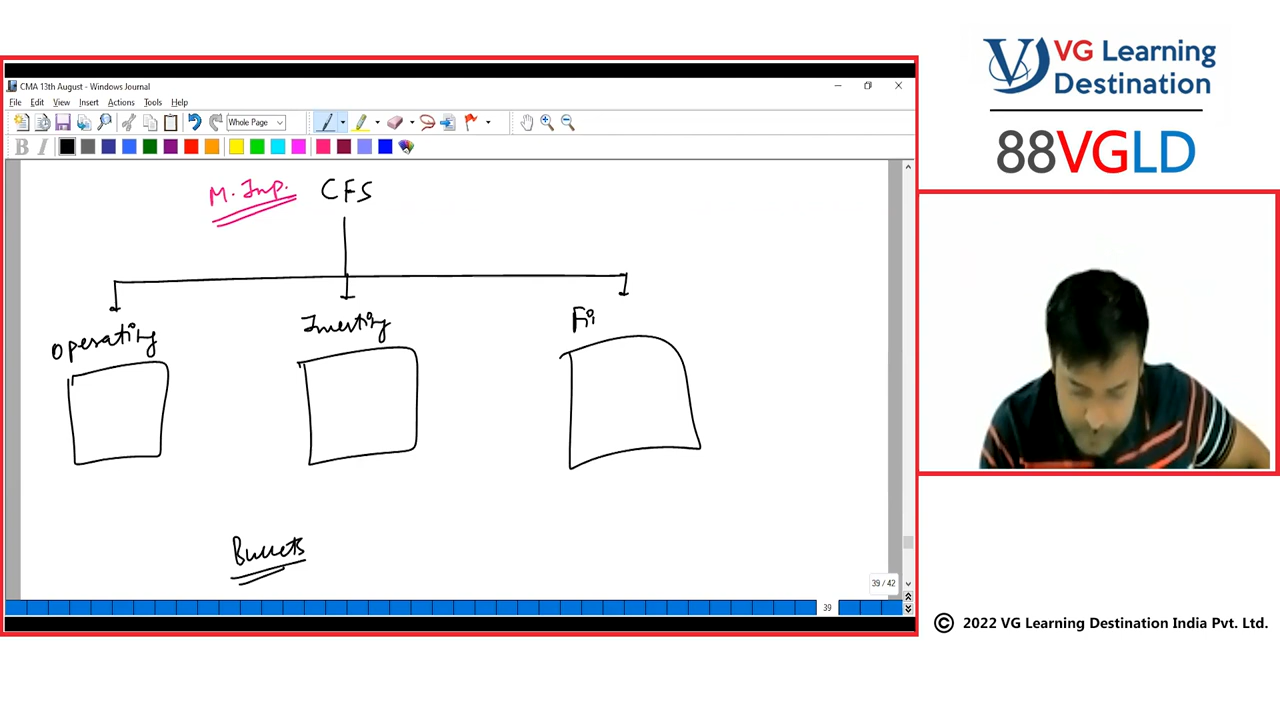 VG Learning
Destination
88VGLD
CMA 13th August - Windows Journal
File Edit View Insert Actions Tools Help
Whole Page
B I
M. Imp. CFS
Operating Investing Fi
Buckets
39 / 42
39
© 2022 VG Learning Destination India Pvt. Ltd.